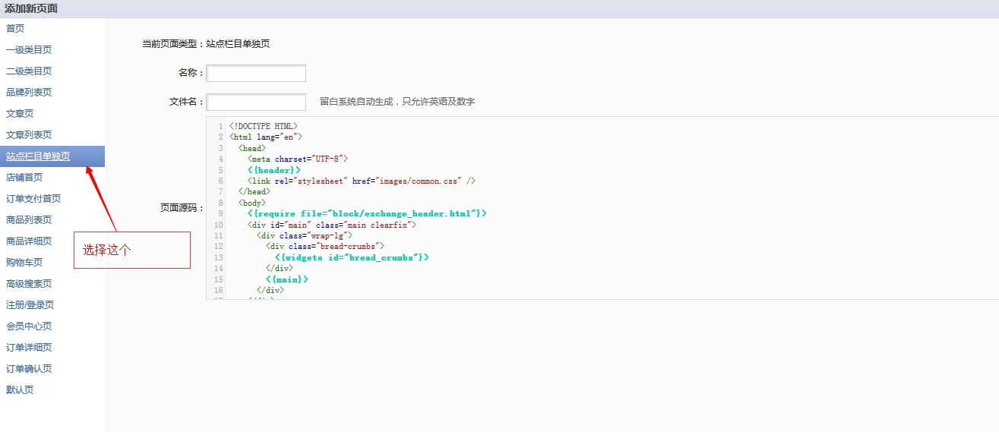 添加新页面
首页
一级类目页
二级类目页
品牌列表页
文章页
文章列表页
站点栏目单独页
店铺首页
订单支付首页
商品列表页
商品详细页
购物车页
高级搜索页
注册/登录页
会员中心页
订单详细页
订单确认页
默认页
选择这个
当前页面类型：站点栏目单独页
名称：
文件名： 留白系统自动生成，只允许英语及数字
页面源码：
1 <!DOCTYPE HTML>
2 <html lang="en">
3 <head>
4 <meta charset="UTF-8">
5 <{header}>
6 <link rel="stylesheet" href="images/common.css" />
7 </head>
8 <body>
9 <{require file="block/exchange_header.html"}>
10 <div id="main" class="main clearfix">
11 <div class="wrap-lg">
12 <div class="bread-crumbs">
13 <{widgets id="bread_crumbs"}>
14 </div>
15 <{main}>
16 </div>